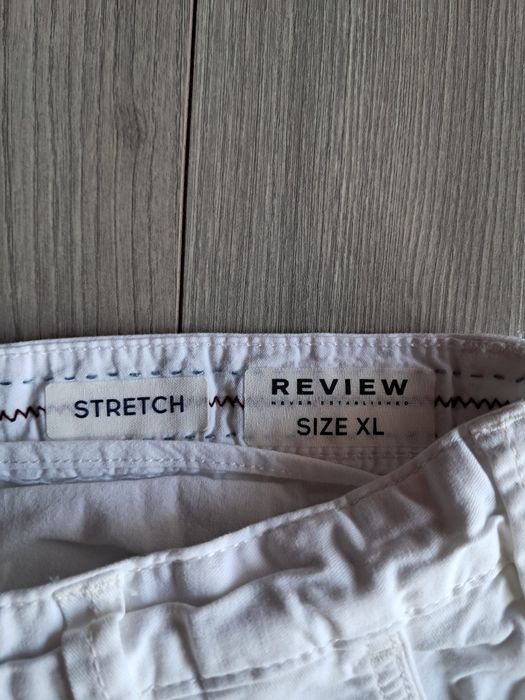 STRETCH
REVIEW
NEVER ESTABLISHED
SIZE XL